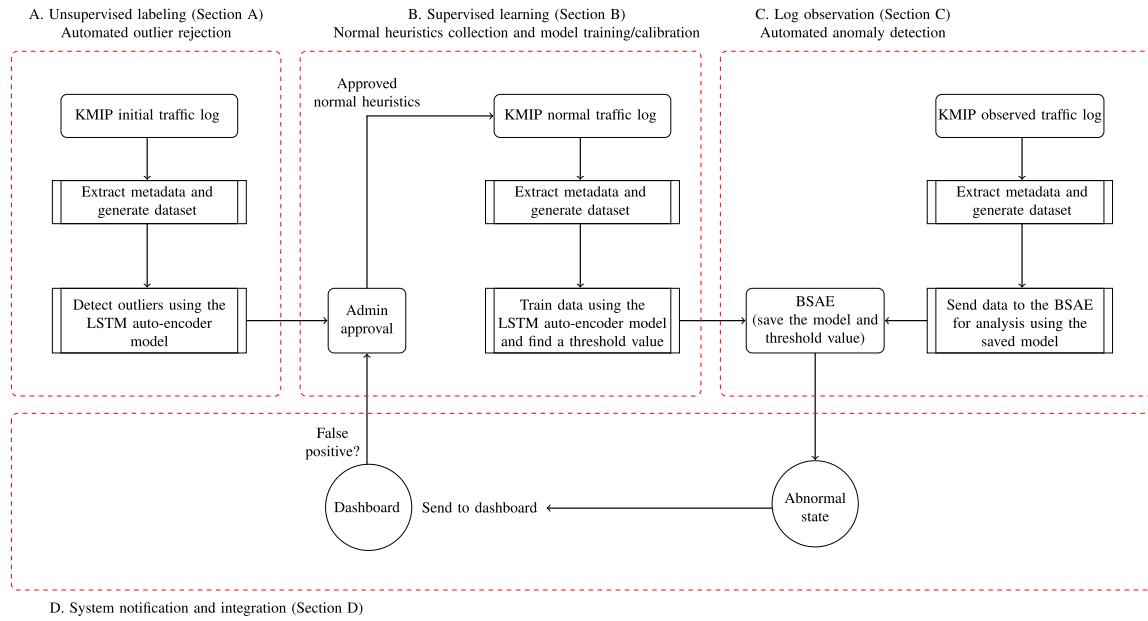 A. Unsupervised labeling (Section A)
Automated outlier rejection
B. Supervised learning (Section B)
Normal heuristics collection and model training/calibration
C. Log observation (Section C)
Automated anomaly detection
KMIP initial traffic log
Extract metadata and
generate dataset
Detect outliers using the
LSTM auto-encoder
model
Approved
normal heuristics
Admin
approval
KMIP normal traffic log
Extract metadata and
generate dataset
Train data using the
LSTM auto-encoder model
and find a threshold value
KMIP observed traffic log
Extract metadata and
generate dataset
BSAE
(save the model and
threshold value)
Send data to the BSAE
for analysis using the
saved model
False
positive?
Dashboard
Send to dashboard
Abnormal
state
D. System notification and integration (Section D)